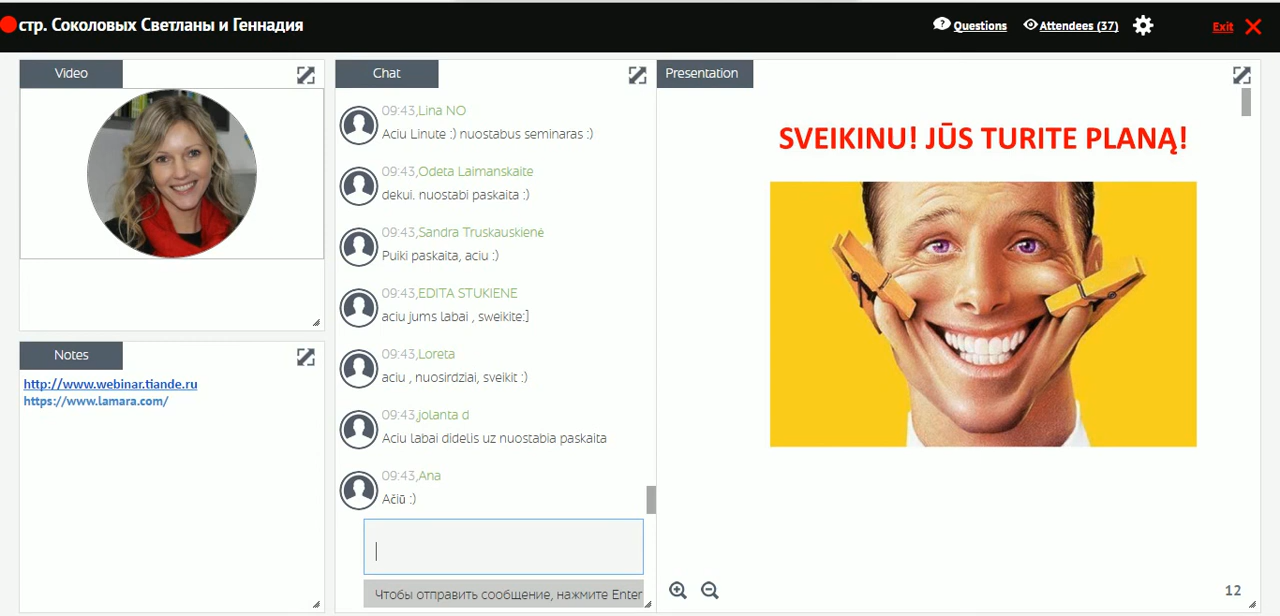 стр. Соколовых Светланы и Геннадия
Questions
Attendees (37)
Exit
Video
Notes
http://www.webinar.tiande.ru
https://www.lamara.com/
Chat
09:43,Lina NO
Aciu Linute :) nuostabus seminaras :)
09:43,Odeta Laimanskaite
dekui. nuostabi paskaita :)
09:43,Sandra Truskauskienė
Puiki paskaita, aciu :)
09:43,EDITA STUKIENE
aciu jums labai , sweikite:]
09:43,Loreta
aciu , nuosirdziai, sveikit :)
09:43,jolanta d
Aciu labai didelis uz nuostabia paskaita
09:43,Ana
Ačiū :)
Чтобы отправить сообщение, нажмите Enter
Presentation
SVEIKINU! JŪS TURITE PLANĄ!
12